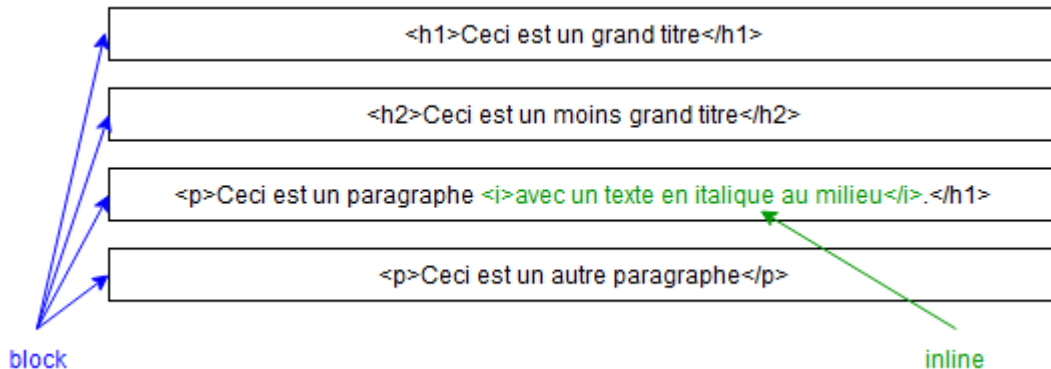 <h1>Ceci est un grand titre</h1>
<h2>Ceci est un moins grand titre</h2>
<p>Ceci est un paragraphe <i>avec un texte en italique au milieu</i>.</h1>
<p>Ceci est un autre paragraphe</p>
block
inline